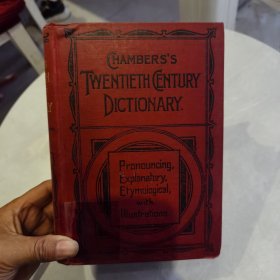 CHAMBERS'S
TWENTIETH CENTURY
DICTIONARY.
Pronouncing,
Explanatory,
Etymological,
with
Illustrations